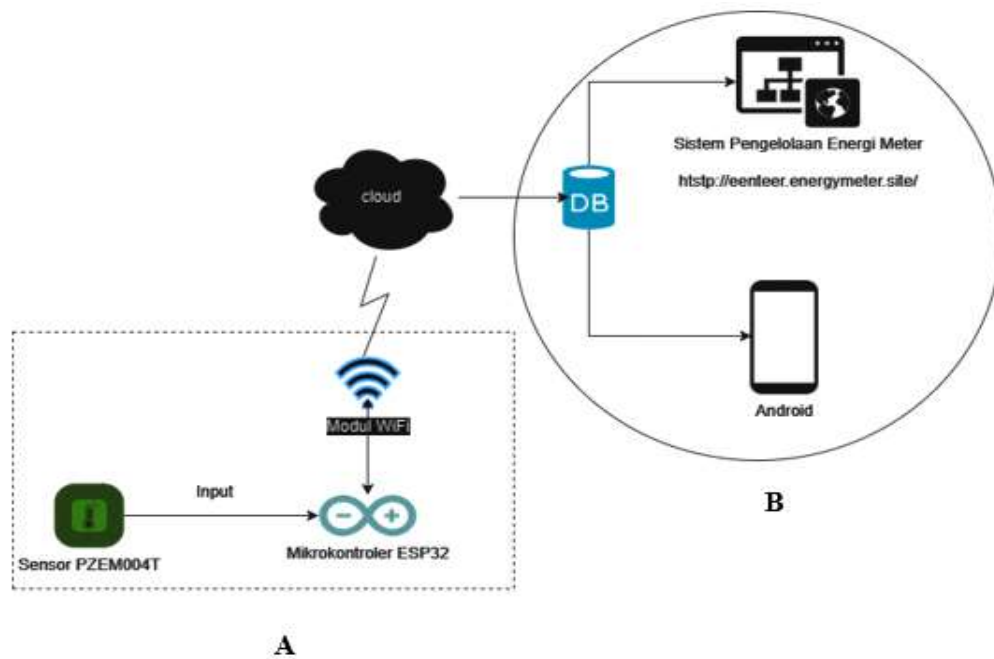 Sistem Pengelolaan Energi Meter
htstp://eenteer.energymeter.site/
cloud
DB
Android
Modul WiFi
Input
Sensor PZEM004T
Mikrokontroler ESP32
B
A